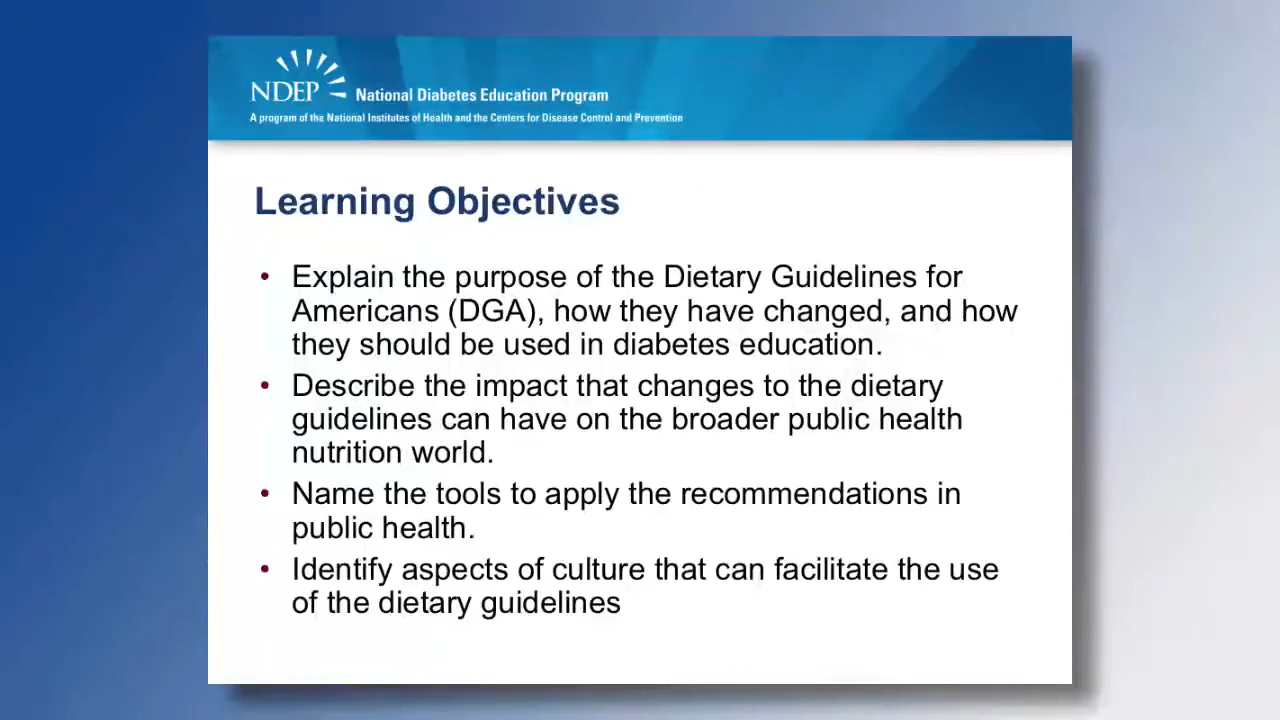 NDEP
National Diabetes Education Program
A program of the National Institutes of Health and the Centers for Disease Control and Prevention
Learning Objectives
• Explain the purpose of the Dietary Guidelines for
Americans (DGA), how they have changed, and how
they should be used in diabetes education.
• Describe the impact that changes to the dietary
guidelines can have on the broader public health
nutrition world.
• Name the tools to apply the recommendations in
public health.
• Identify aspects of culture that can facilitate the use
of the dietary guidelines